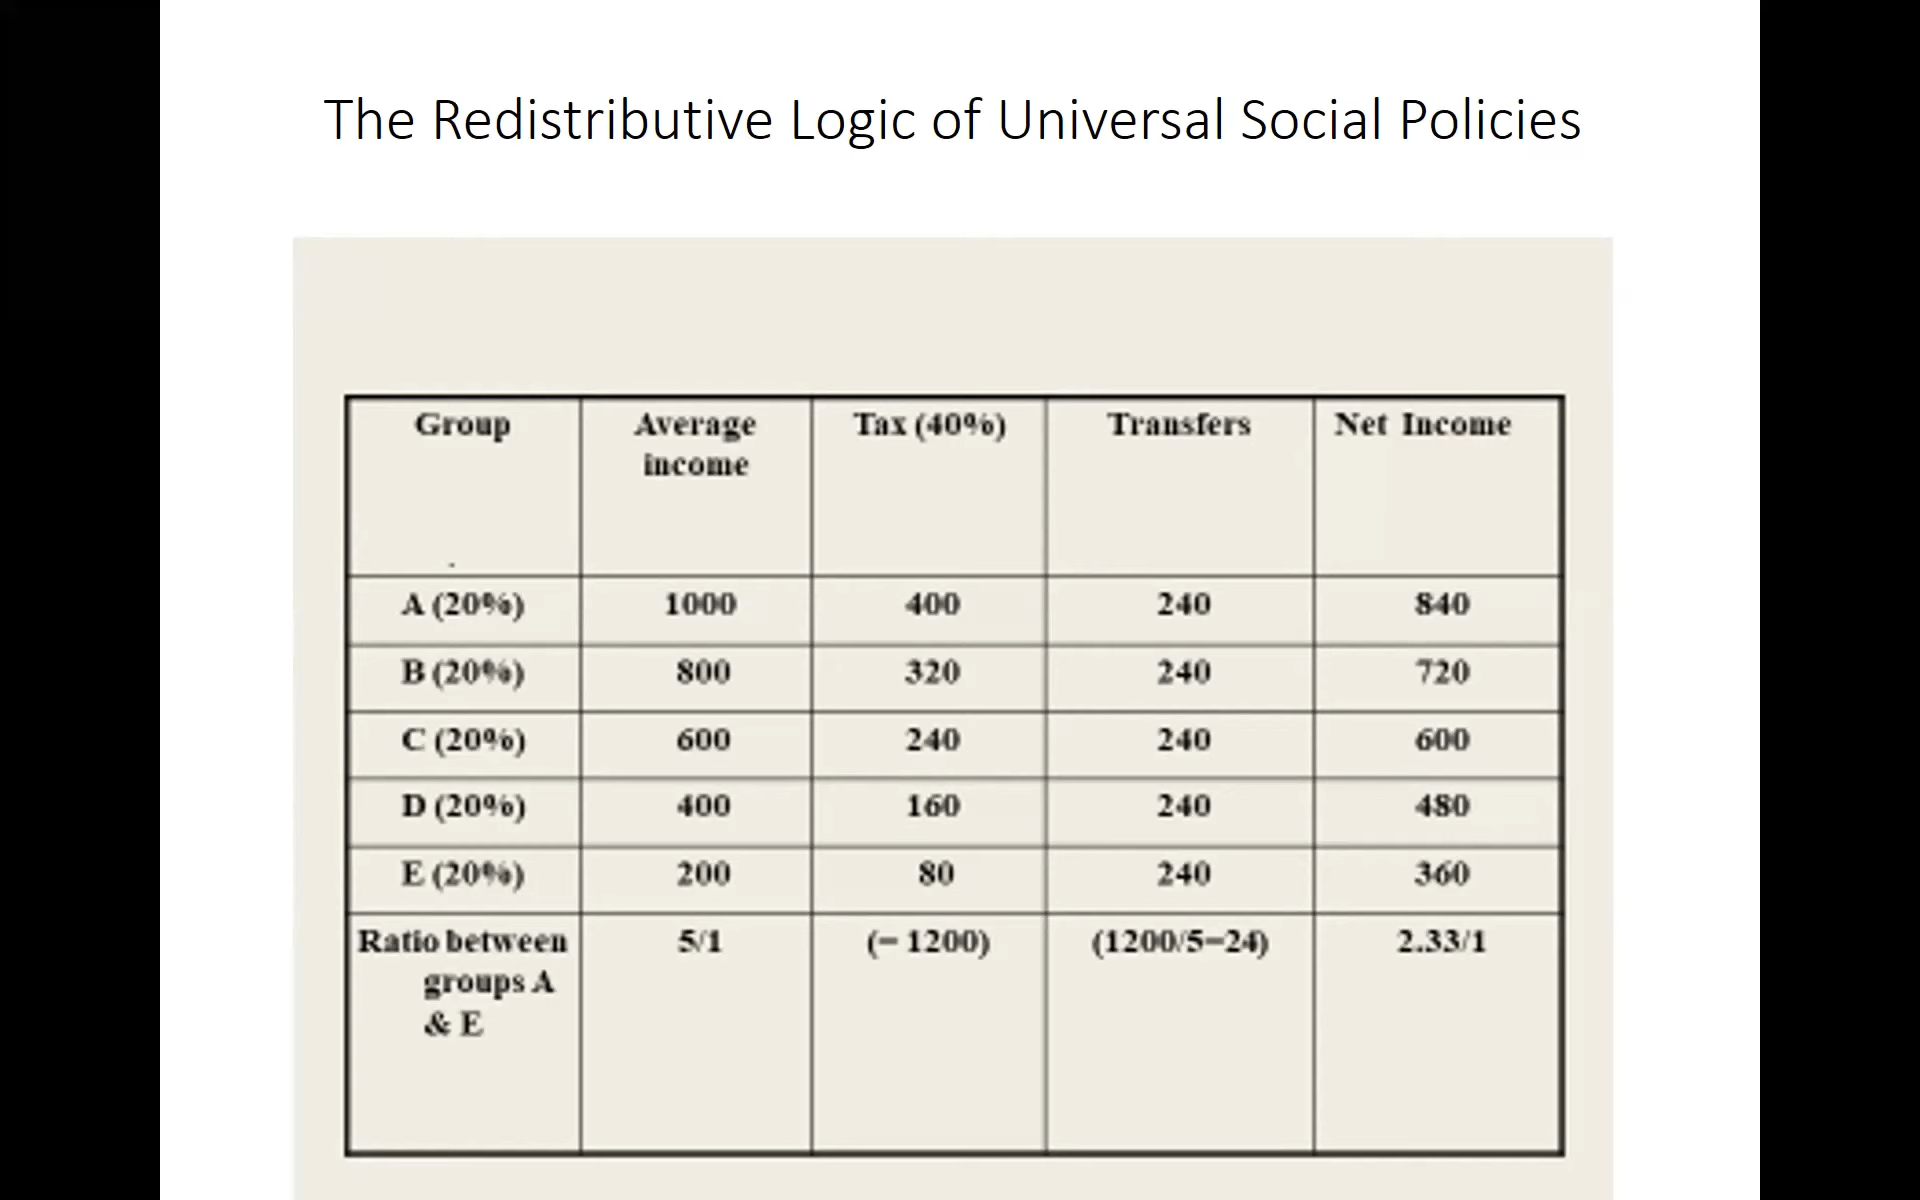 The Redistributive Logic of Universal Social Policies
Group Average Tax (40%) Transfers Net Income
income
A (20%) 1000 400 240 840
B (20%) 800 320 240 720
C (20%) 600 240 240 600
D (20%) 400 160 240 480
E (20%) 200 80 240 360
Ratio between 5/1 (= 1200) (1200/5=24) 2.33/1
groups A
& E